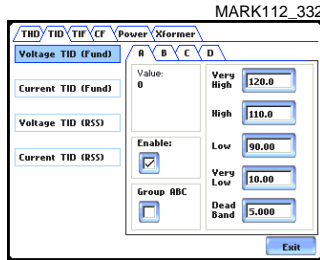 MARK112_332
THD TID TIF CF Power Xformer
Voltage TID (Fund)
Current TID (Fund)
Voltage TID (RSS)
Current TID (RSS)
A B C D
Value:
0
Enable:
Group ABC
Very High 120.0
High 110.0
Low 90.00
Very Low 10.00
Dead Band 5.000
Exit